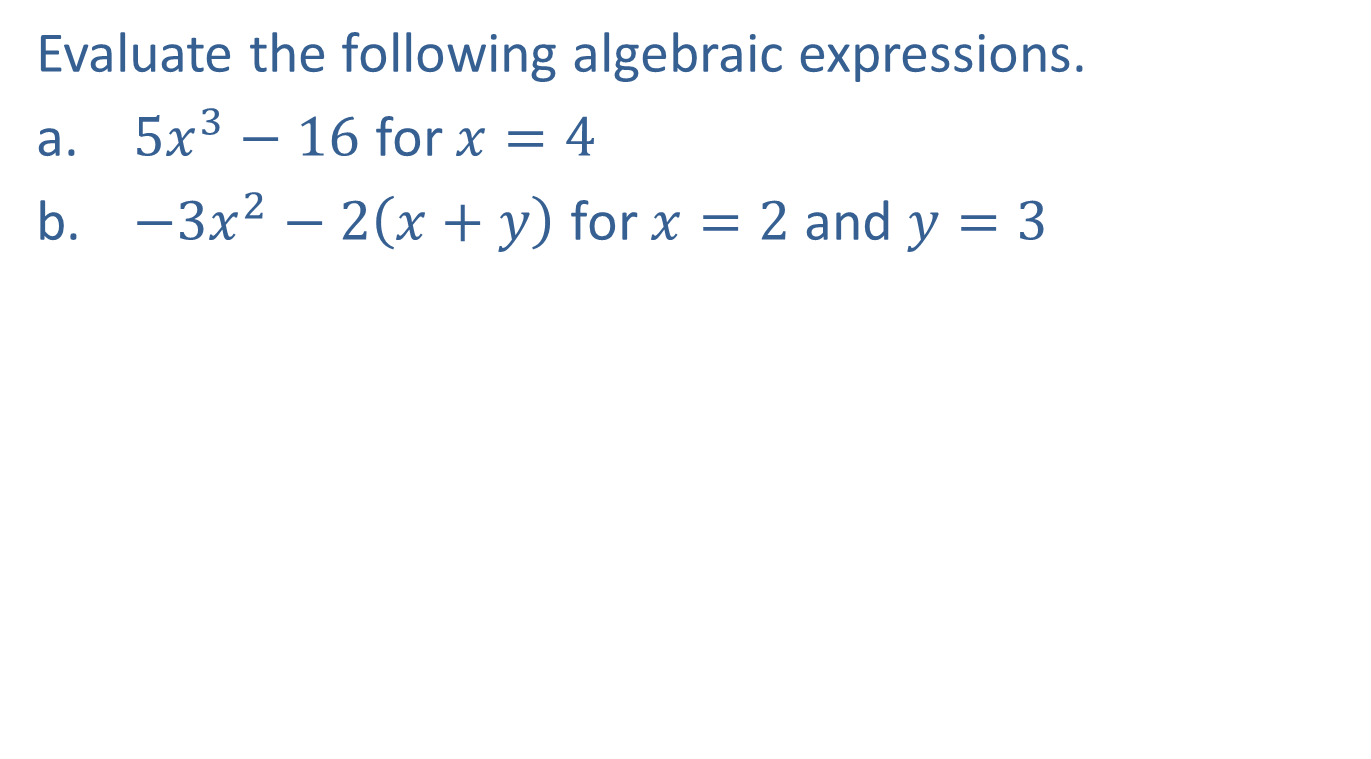 Evaluate the following algebraic expressions.
a. 5x³ − 16 for x = 4
b. −3x² − 2(x + y) for x = 2 and y = 3